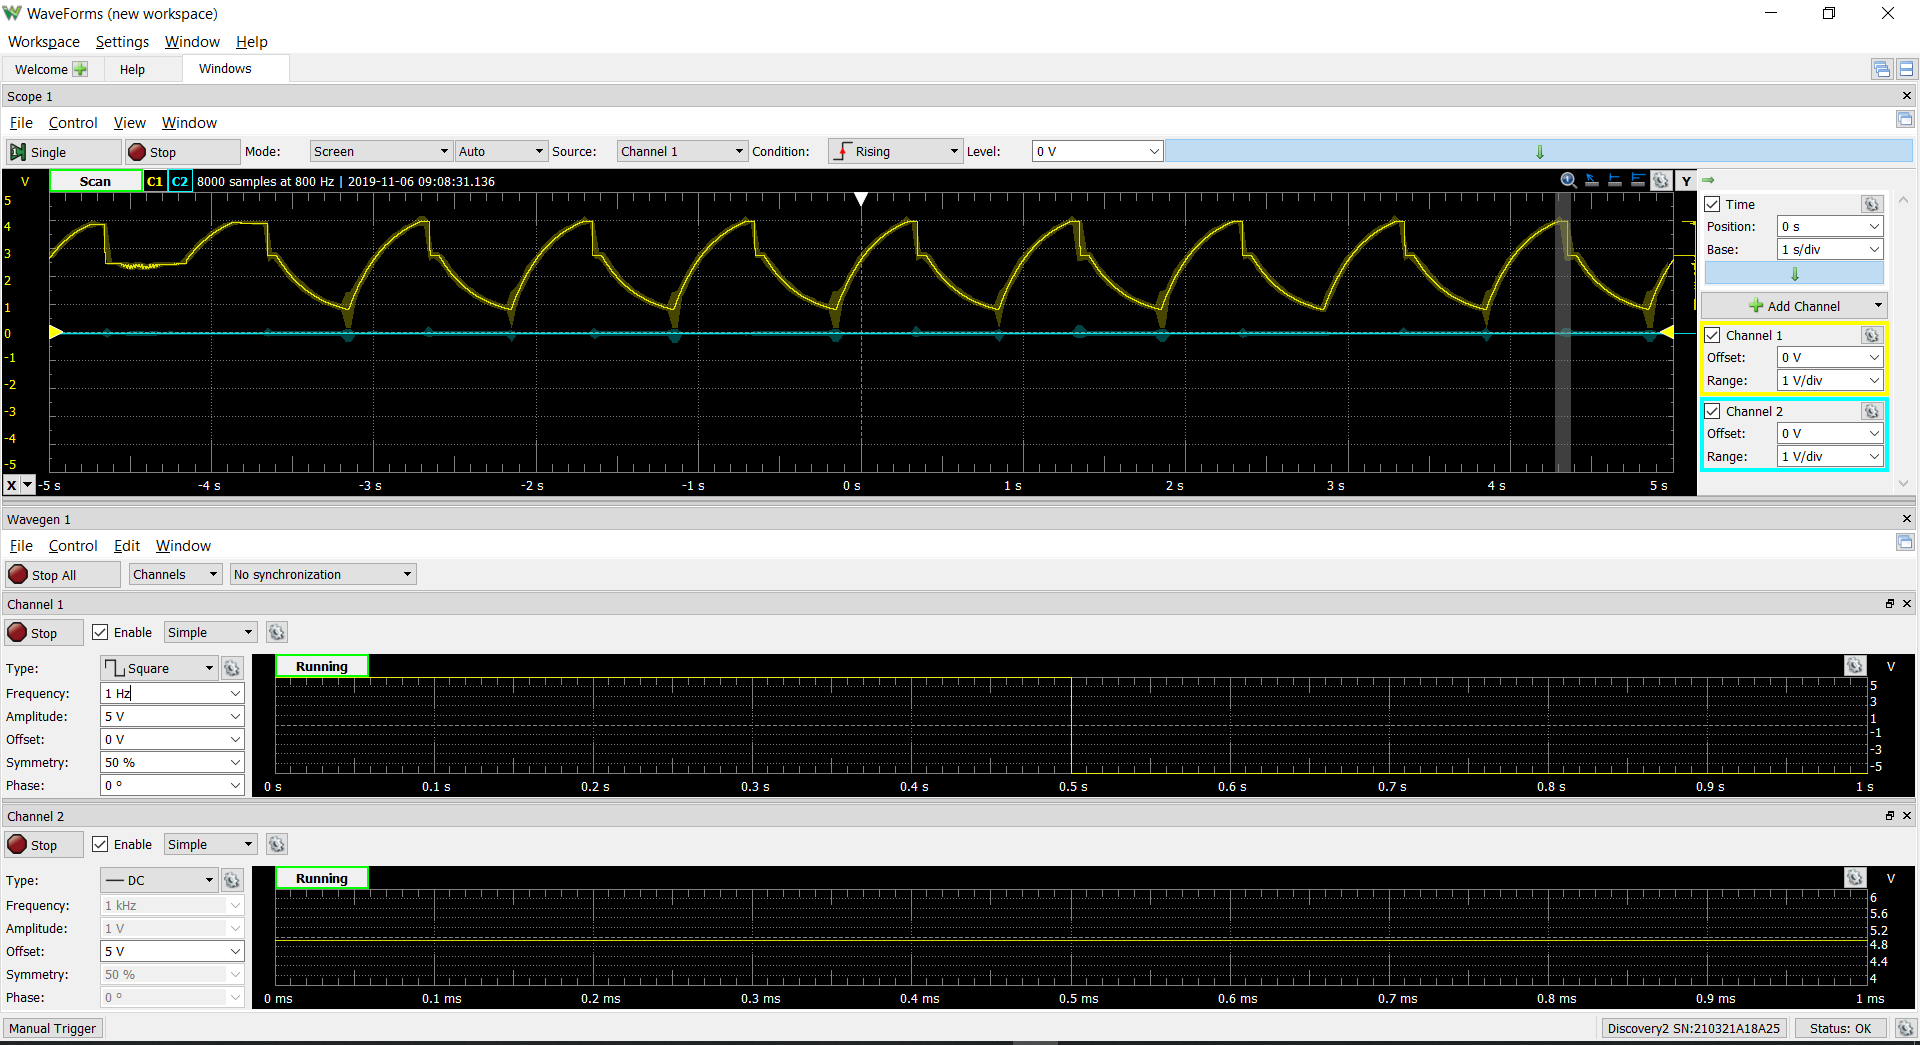 WaveForms (new workspace)
Workspace Settings Window Help
Welcome Help Windows
Scope 1
File Control View Window
Single Stop Mode: Screen Auto Source: Channel 1 Condition: Rising Level: 0 V
V Scan C1 C2 8000 samples at 800 Hz | 2019-11-06 09:08:31.136 Y
5
4
3
2
1
0
-1
-2
-3
-4
-5
X -5 s -4 s -3 s -2 s -1 s 0 s 1 s 2 s 3 s 4 s 5 s
Time
Position: 0 s
Base: 1 s/div
Add Channel
Channel 1
Offset: 0 V
Range: 1 V/div
Channel 2
Offset: 0 V
Range: 1 V/div
Wavegen 1
File Control Edit Window
Stop All Channels No synchronization
Channel 1
Stop Enable Simple
Type: Square
Frequency: 1 Hz
Amplitude: 5 V
Offset: 0 V
Symmetry: 50 %
Phase: 0 º
Running V
5
3
1
-1
-3
-5
0 s 0.1 s 0.2 s 0.3 s 0.4 s 0.5 s 0.6 s 0.7 s 0.8 s 0.9 s 1 s
Channel 2
Stop Enable Simple
Type: DC
Frequency: 1 kHz
Amplitude: 1 V
Offset: 5 V
Symmetry: 50 %
Phase: 0 º
Running V
6
5.6
5.2
4.8
4.4
4
0 ms 0.1 ms 0.2 ms 0.3 ms 0.4 ms 0.5 ms 0.6 ms 0.7 ms 0.8 ms 0.9 ms 1 ms
Manual Trigger Discovery2 SN:210321A18A25 Status: OK